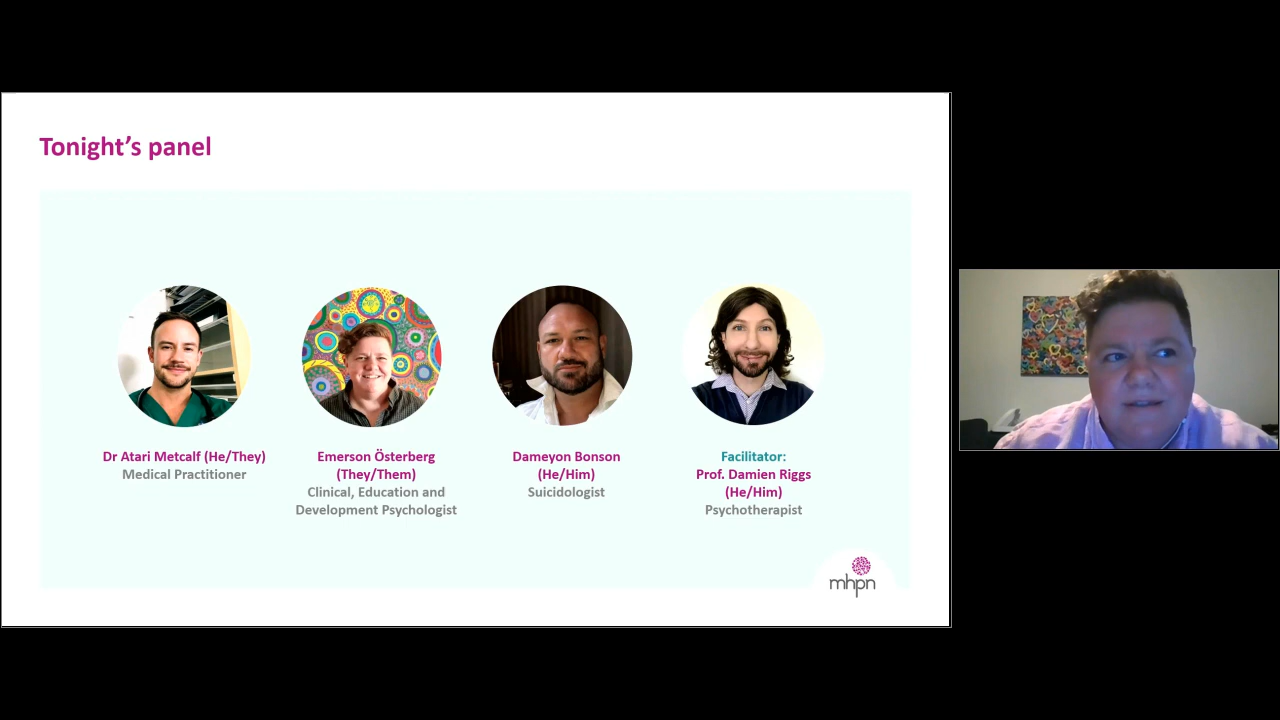 Tonight's panel
Dr Atari Metcalf (He/They)
Medical Practitioner
Emerson Österberg
(They/Them)
Clinical, Education and
Development Psychologist
Dameyon Bonson
(He/Him)
Suicidologist
Facilitator:
Prof. Damien Riggs
(He/Him)
Psychotherapist
mhpn